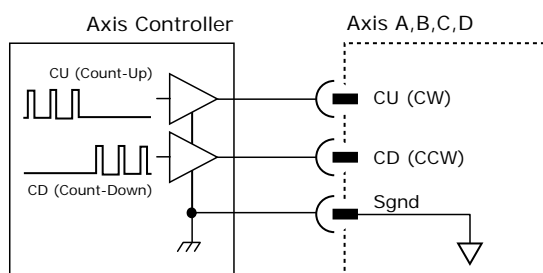 Axis Controller
Axis A,B,C,D
CU (Count-Up)
CU (CW)
CD (CCW)
CD (Count-Down)
Sgnd